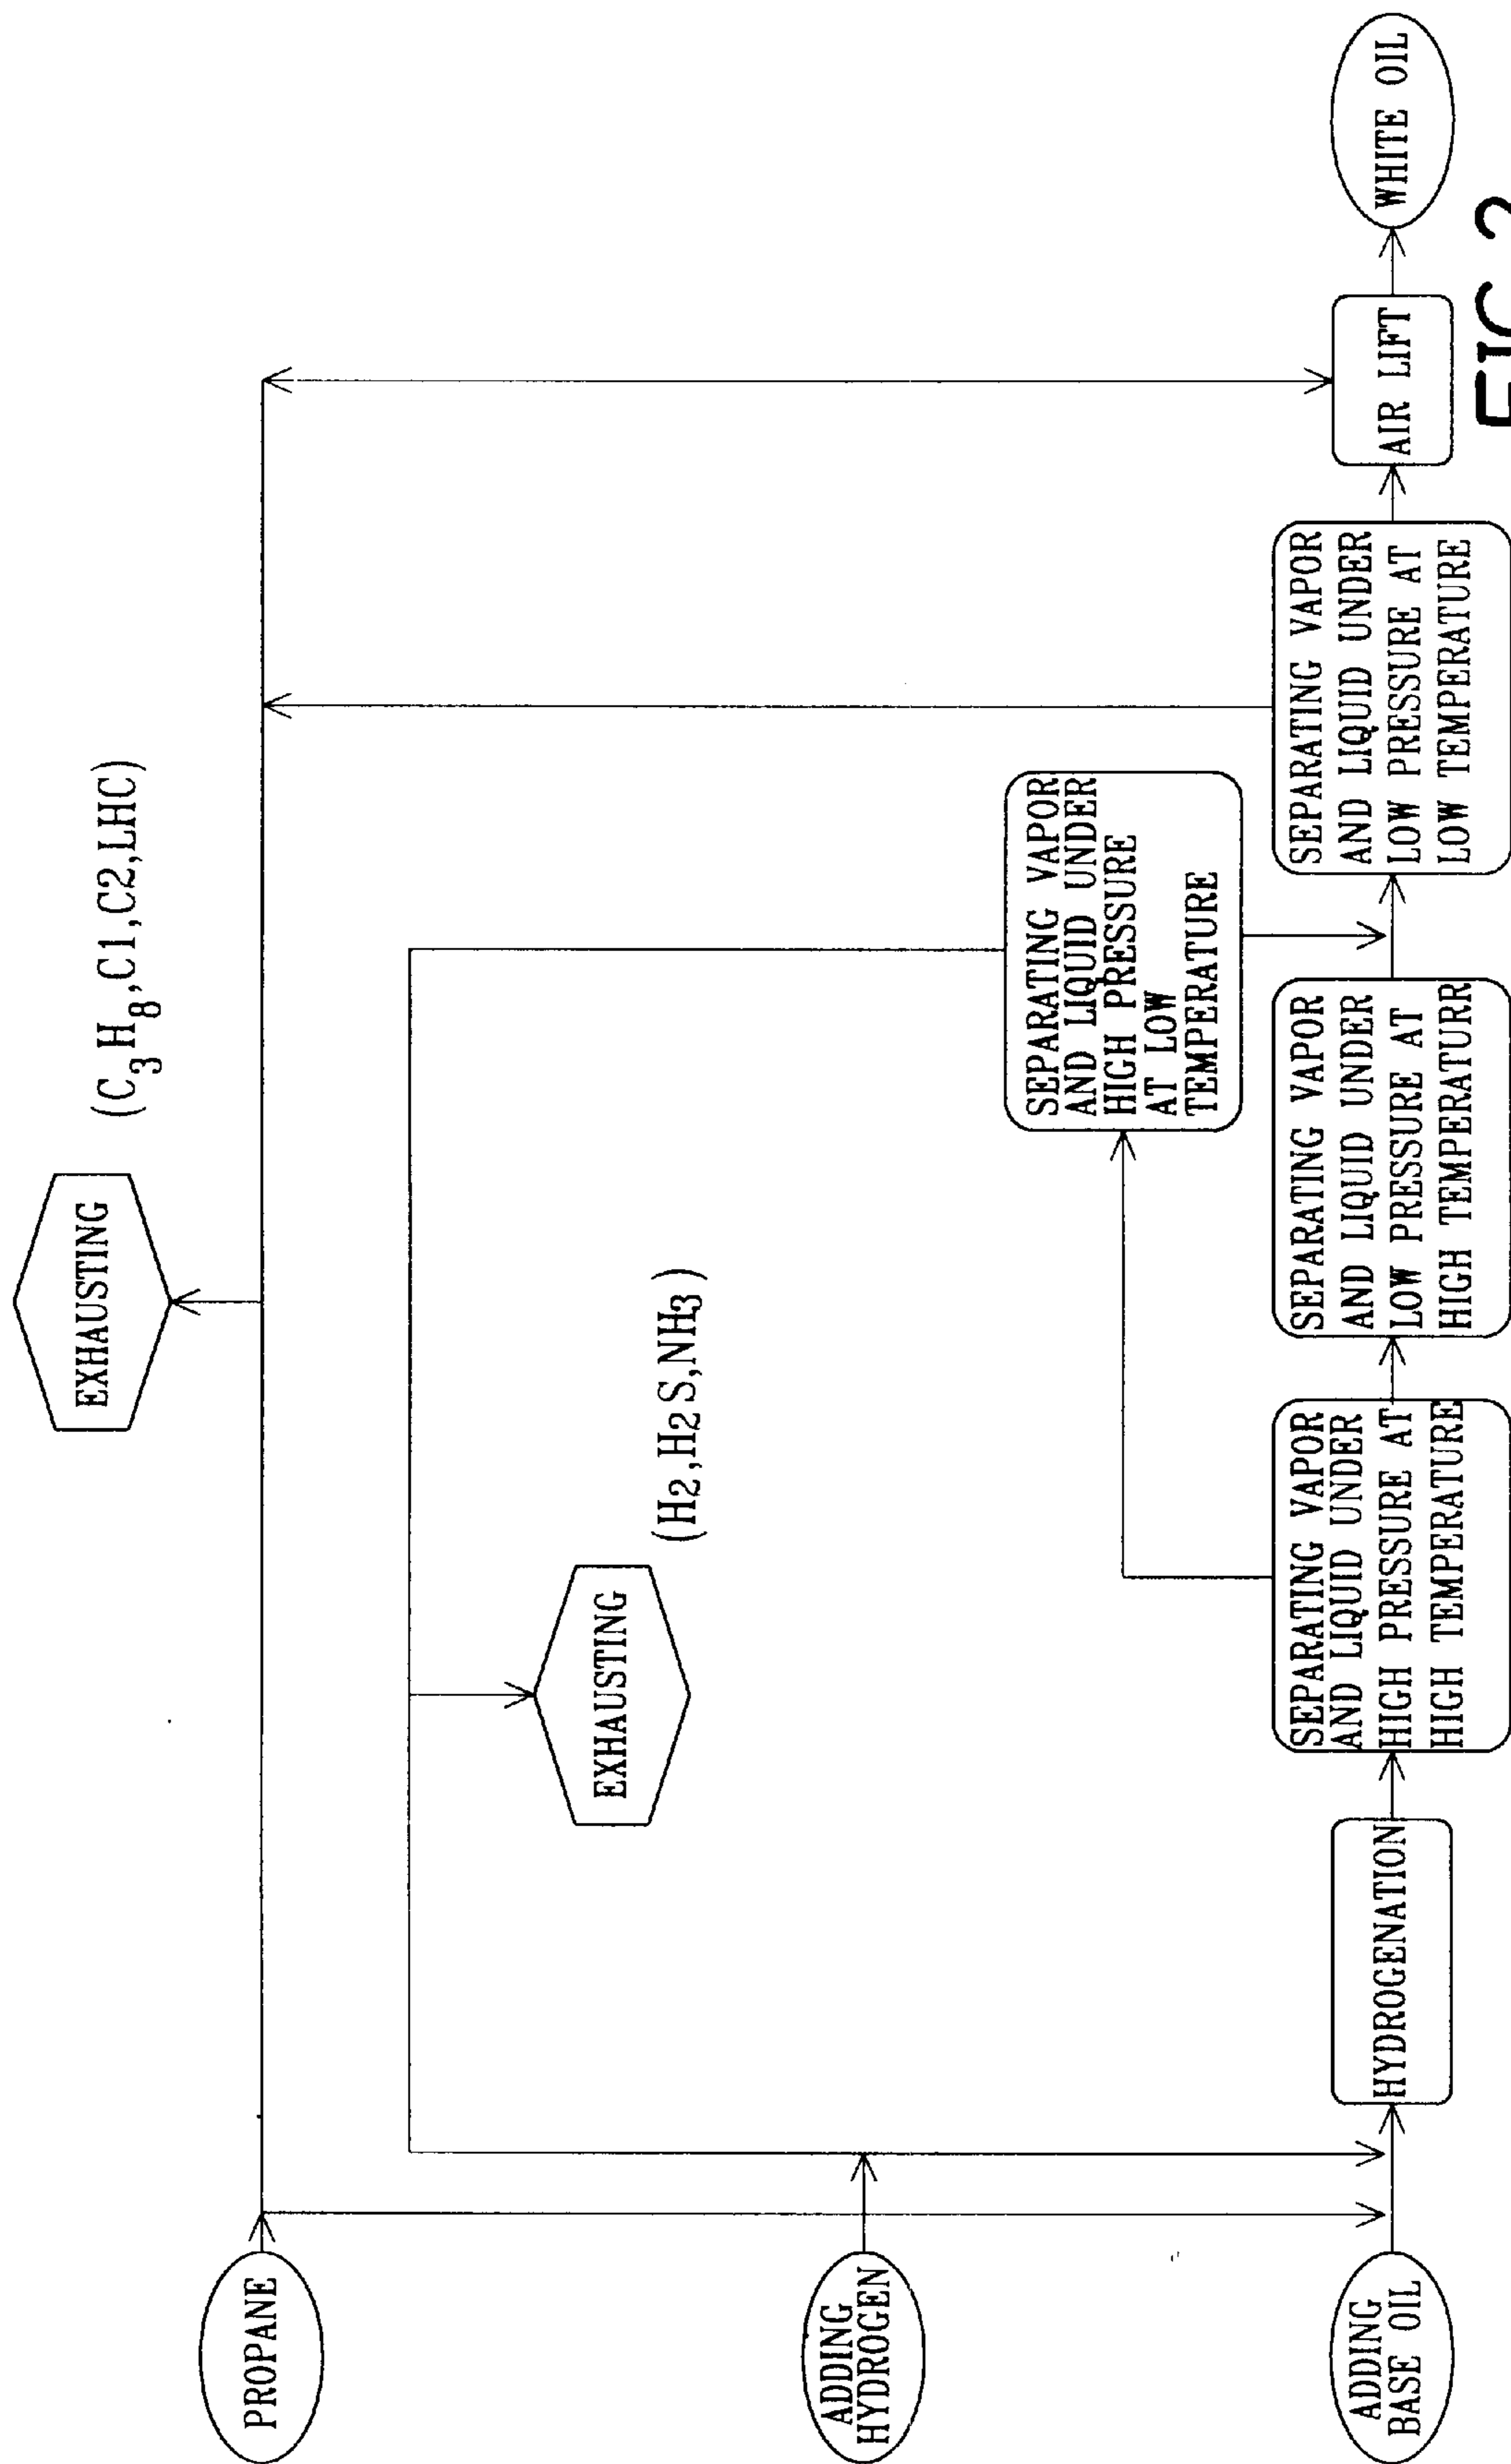 EXHAUSTING
(C3H8,C1,C2,LHC)
PROPANE
EXHAUSTING
(H2,H2S,NH3)
ADDING
HYDROGEN
SEPARATING VAPOR
AND LIQUID UNDER
HIGH PRESSURE
AT LOW
TEMPERATURE
ADDING
BASE OIL
HYDROGENATION
SEPARATING VAPOR
AND LIQUID UNDER
HIGH PRESSURE AT
HIGH TEMPERATURE
SEPARATING VAPOR
AND LIQUID UNDER
LOW PRESSURE AT
HIGH TEMPERATURR
SEPARATING VAPOR
AND LIQUID UNDER
LOW PRESSURE AT
LOW TEMPERATURE
AIR LIFT
WHITE OIL